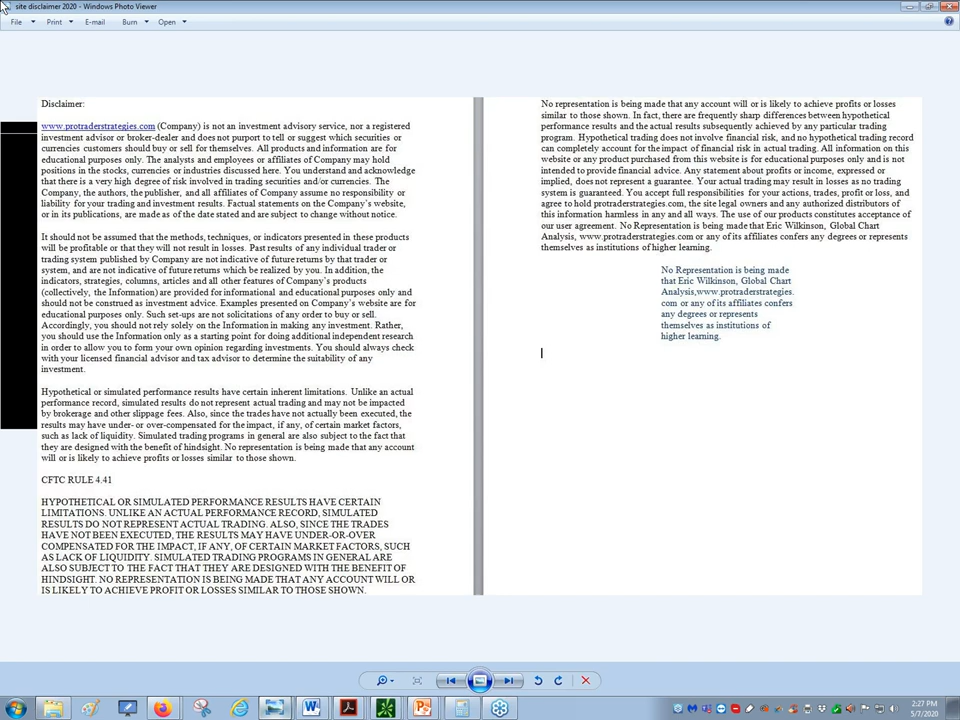 site disclaimer 2020 - Windows Photo Viewer
File Print E-mail Burn Open
Disclaimer:
www.protraderstrategies.com (Company) is not an investment advisory service, nor a registered
investment advisor or broker-dealer and does not purport to tell or suggest which securities or
currencies customers should buy or sell for themselves. All products and information are for
educational purposes only. The analysts and employees or affiliates of Company may hold
positions in the stocks, currencies or industries discussed here. You understand and acknowledge
that there is a very high degree of risk involved in trading securities and/or currencies. The
Company, the authors, the publisher, and all affiliates of Company assume no responsibility or
liability for your trading and investment results. Factual statements on the Company's website,
or in its publications, are made as of the date stated and are subject to change without notice.
It should not be assumed that the methods, techniques, or indicators presented in these products
will be profitable or that they will not result in losses. Past results of any individual trader or
trading system published by Company are not indicative of future returns by that trader or
system, and are not indicative of future returns which be realized by you. In addition, the
indicators, strategies, columns, articles and all other features of Company's products
(collectively, the Information) are provided for informational and educational purposes only and
should not be construed as investment advice. Examples presented on Company's website are for
educational purposes only. Such set-ups are not solicitations of any order to buy or sell.
Accordingly, you should not rely solely on the Information in making any investment. Rather,
you should use the Information only as a starting point for doing additional independent research
in order to allow you to form your own opinion regarding investments. You should always check
with your licensed financial advisor and tax advisor to determine the suitability of any
investment.
Hypothetical or simulated performance results have certain inherent limitations. Unlike an actual
performance record, simulated results do not represent actual trading and may not be impacted
by brokerage and other slippage fees. Also, since the trades have not actually been executed, the
results may have under- or over-compensated for the impact, if any, of certain market factors,
such as lack of liquidity. Simulated trading programs in general are also subject to the fact that
they are designed with the benefit of hindsight. No representation is being made that any account
will or is likely to achieve profits or losses similar to those shown.
CFTC RULE 4.41
HYPOTHETICAL OR SIMULATED PERFORMANCE RESULTS HAVE CERTAIN
LIMITATIONS. UNLIKE AN ACTUAL PERFORMANCE RECORD, SIMULATED
RESULTS DO NOT REPRESENT ACTUAL TRADING. ALSO, SINCE THE TRADES
HAVE NOT BEEN EXECUTED, THE RESULTS MAY HAVE UNDER-OR-OVER
COMPENSATED FOR THE IMPACT, IF ANY, OF CERTAIN MARKET FACTORS, SUCH
AS LACK OF LIQUIDITY. SIMULATED TRADING PROGRAMS IN GENERAL ARE
ALSO SUBJECT TO THE FACT THAT THEY ARE DESIGNED WITH THE BENEFIT OF
HINDSIGHT. NO REPRESENTATION IS BEING MADE THAT ANY ACCOUNT WILL OR
IS LIKELY TO ACHIEVE PROFIT OR LOSSES SIMILAR TO THOSE SHOWN.
No representation is being made that any account will or is likely to achieve profits or losses
similar to those shown. In fact, there are frequently sharp differences between hypothetical
performance results and the actual results subsequently achieved by any particular trading
program. Hypothetical trading does not involve financial risk, and no hypothetical trading record
can completely account for the impact of financial risk in actual trading. All information on this
website or any product purchased from this website is for educational purposes only and is not
intended to provide financial advice. Any statement about profits or income, expressed or
implied, does not represent a guarantee. Your actual trading may result in losses as no trading
system is guaranteed. You accept full responsibilities for your actions, trades, profit or loss, and
agree to hold protraderstrategies.com, the site legal owners and any authorized distributors of
this information harmless in any and all ways. The use of our products constitutes acceptance of
our user agreement. No Representation is being made that Eric Wilkinson, Global Chart
Analysis, www.protraderstrategies.com or any of its affiliates confers any degrees or represents
themselves as institutions of higher learning.
No Representation is being made
that Eric Wilkinson, Global Chart
Analysis,www.protraderstrategies.
com or any of its affiliates confers
any degrees or represents
themselves as institutions of
higher learning.
2:27 PM
5/7/2020